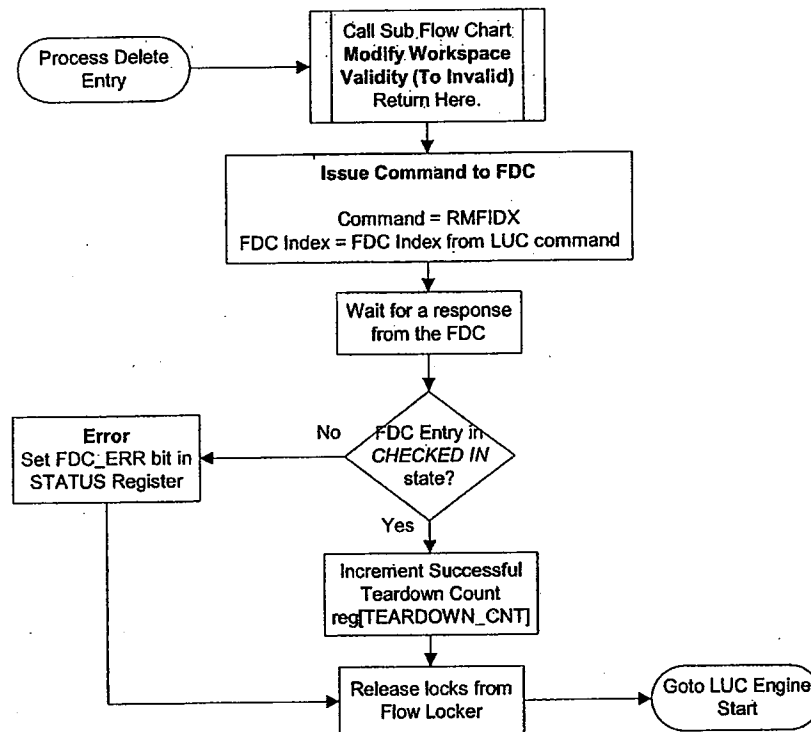 Process Delete
Entry
Call Sub Flow Chart
Modify Workspace
Validity (To Invalid)
Return Here.
Issue Command to FDC
Command = RMFIDX
FDC Index = FDC Index from LUC command
Wait for a response
from the FDC
FDC Entry in
CHECKED IN
state?
No
Error
Set FDC_ERR bit in
STATUS Register
Yes
Increment Successful
Teardown Count
reg[TEARDOWN_CNT]
Release locks from
Flow Locker
Goto LUC Engine
Start